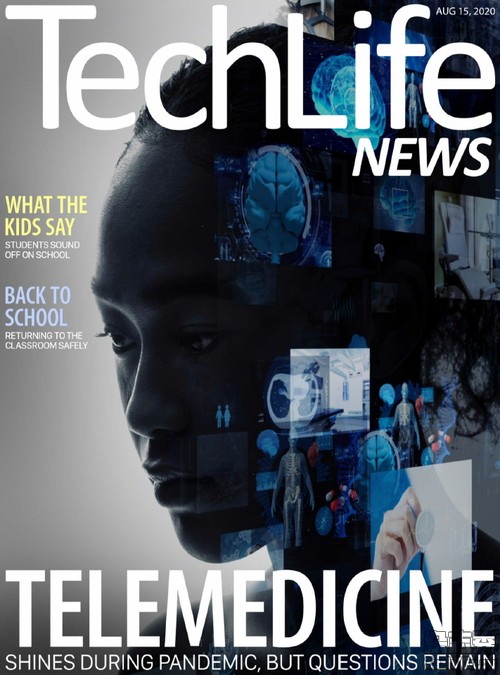 AUG 15, 2020
TechLife
NEWS
WHAT THE
KIDS SAY
STUDENTS SOUND
OFF ON SCHOOL
BACK TO
SCHOOL
RETURNING TO THE
CLASSROOM SAFELY
TELEMEDICINE
SHINES DURING PANDEMIC, BUT QUESTIONS REMAIN